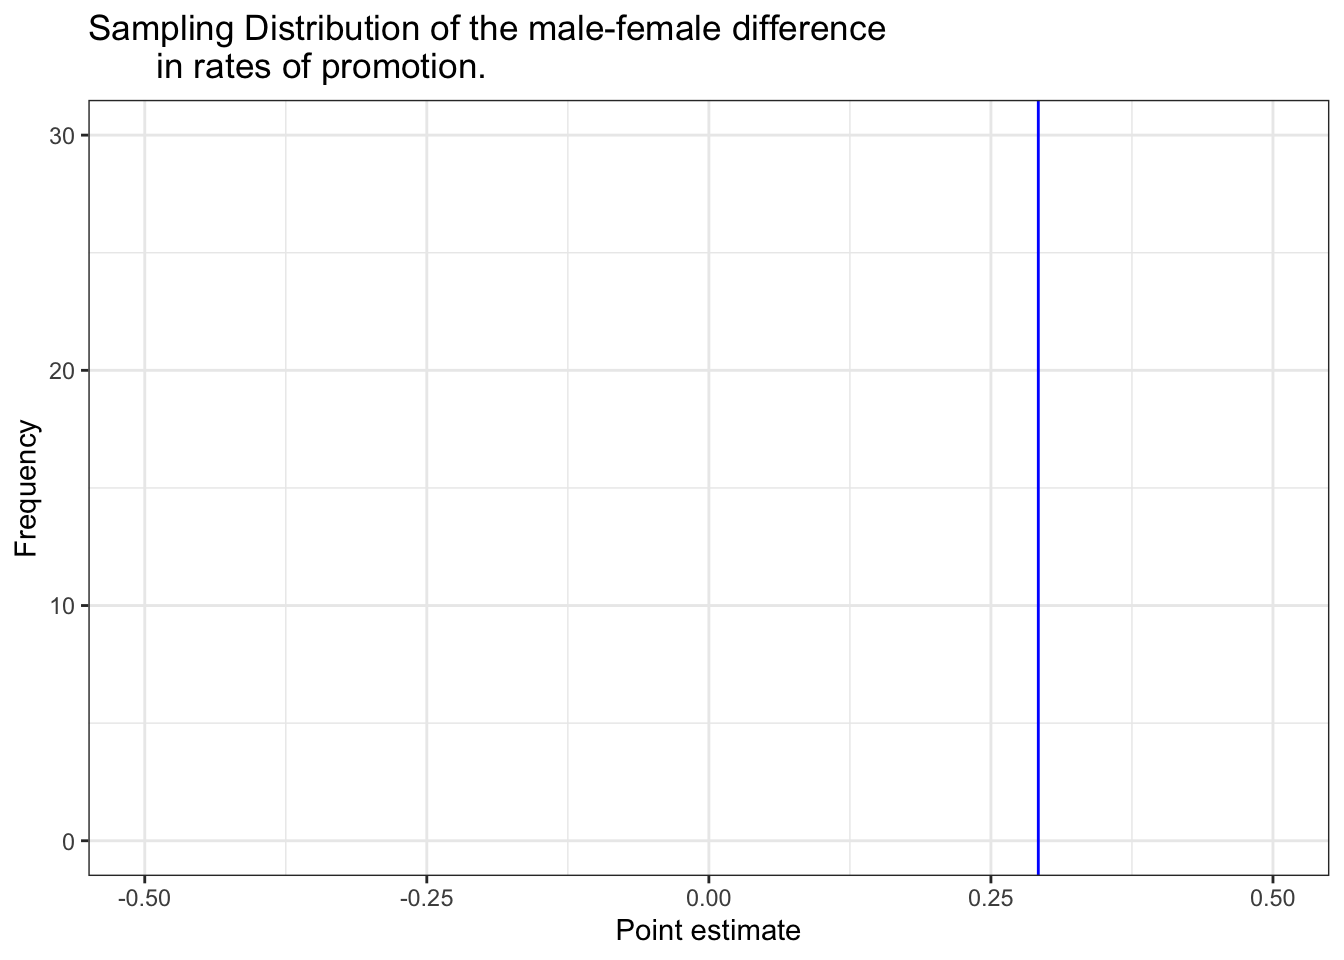 Sampling Distribution of the male-female difference
in rates of promotion.
30
20
10
0
Frequency
-0.50 -0.25 0.00 0.25 0.50
Point estimate